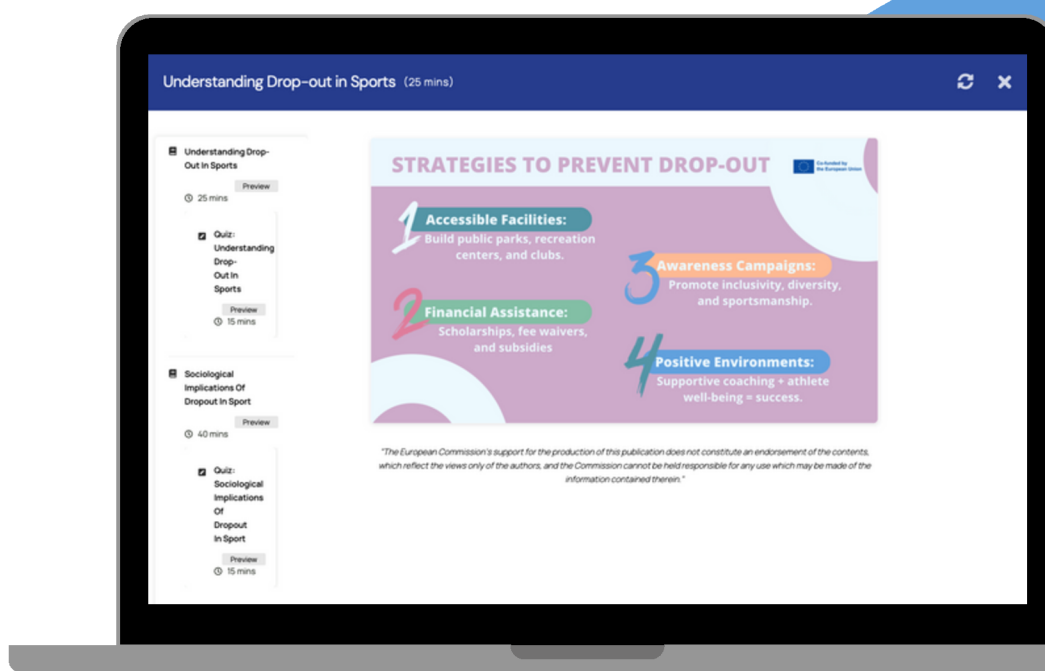 Understanding Drop-out in Sports (25 mins)
Understanding Drop-
Out In Sports
Preview
25 mins
Quiz:
Understanding
Drop-
Out In
Sports
Preview
15 mins
Sociological
Implications Of
Dropout In Sport
Preview
40 mins
Quiz:
Sociological
Implications
Of
Dropout
In Sport
Preview
15 mins
STRATEGIES TO PREVENT DROP-OUT
Co-funded by
the European Union
1 Accessible Facilities:
Build public parks, recreation
centers, and clubs.
2 Financial Assistance:
Scholarships, fee waivers,
and subsidies
3 Awareness Campaigns:
Promote inclusivity, diversity,
and sportsmanship.
4 Positive Environments:
Supportive coaching + athlete
well-being = success.
"The European Commission's support for the production of this publication does not constitute an endorsement of the contents,
which reflect the views only of the authors, and the Commission cannot be held responsible for any use which may be made of the
information contained therein."